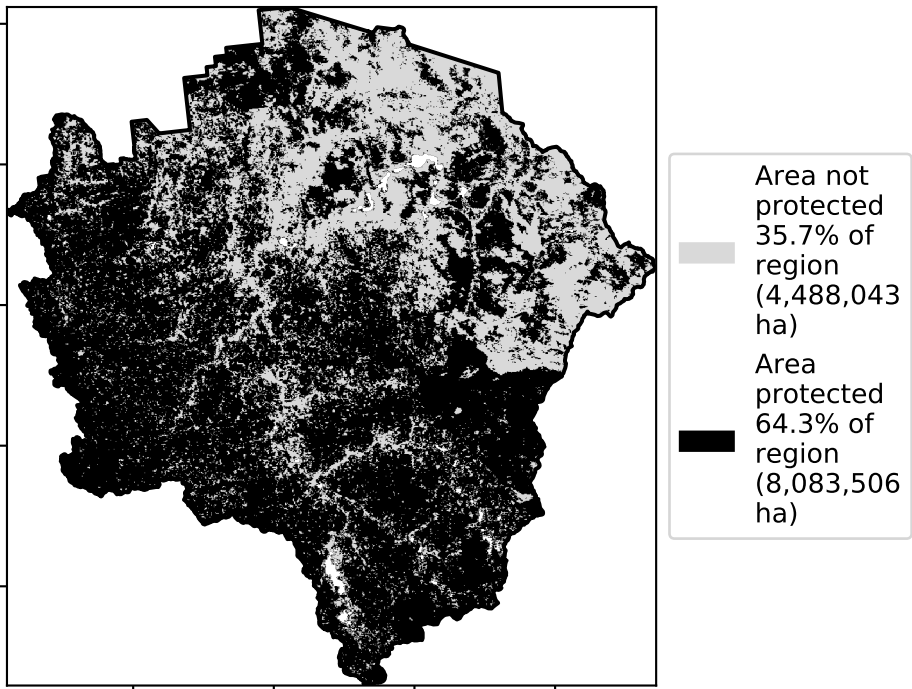 Area not
protected
35.7% of
region
(4,488,043
ha)
Area
protected
64.3% of
region
(8,083,506
ha)